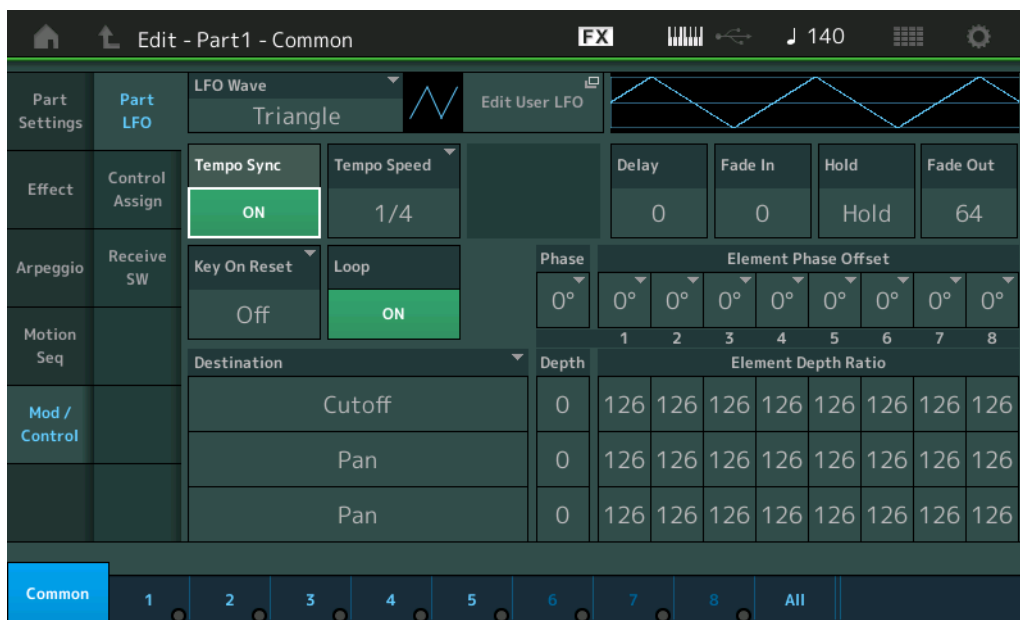 Edit - Part1 - Common
FX
140
Part
Settings
Effect
Arpeggio
Motion
Seq
Mod /
Control
Part
LFO
Control
Assign
Receive
SW
LFO Wave
Triangle
Edit User LFO
Tempo Sync
ON
Tempo Speed
1/4
Delay
0
Fade In
0
Hold
Hold
Fade Out
64
Key On Reset
Off
Loop
ON
Phase
0°
Element Phase Offset
0° 0° 0° 0° 0° 0° 0° 0°
1 2 3 4 5 6 7 8
Destination Depth Element Depth Ratio
Cutoff 0 126 126 126 126 126 126 126 126
Pan 0 126 126 126 126 126 126 126 126
Pan 0 126 126 126 126 126 126 126 126
Common 1 2 3 4 5 6 7 8 All